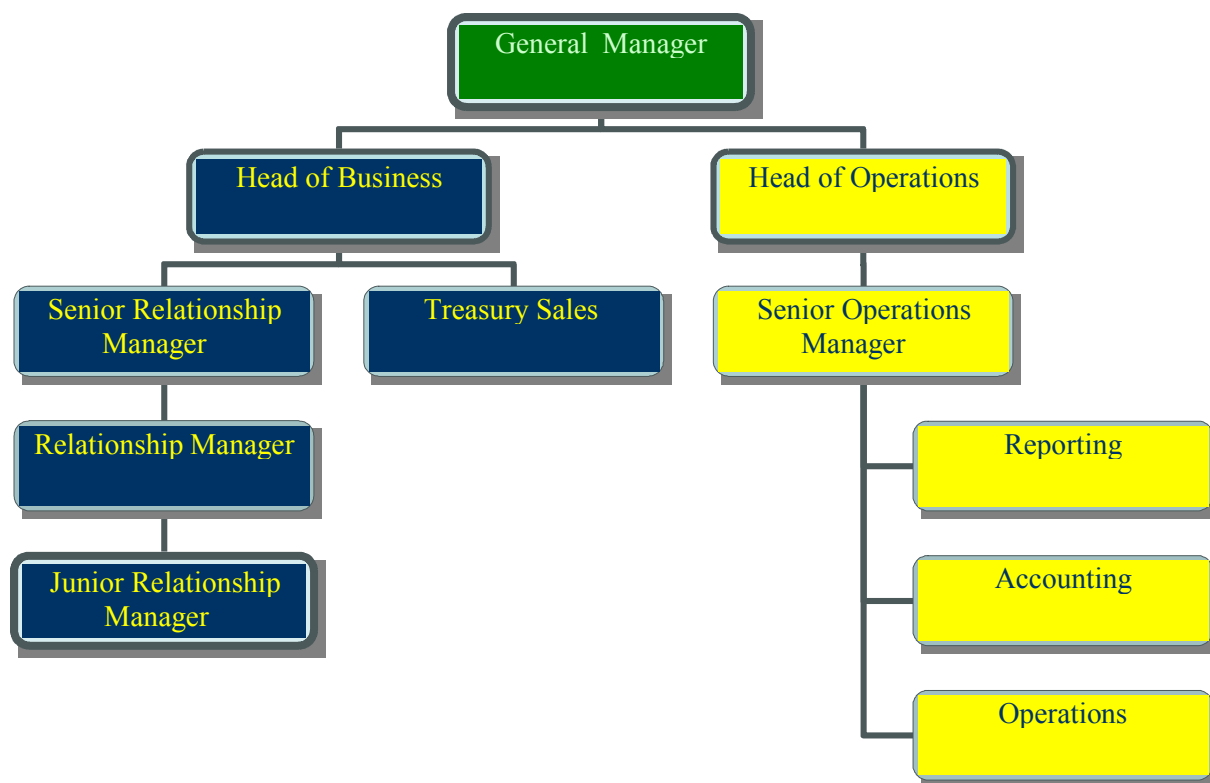 General  Manager
Head of Business
Head of Operations
Senior Relationship
Manager
Treasury Sales
Senior Operations
Manager
Relationship Manager
Reporting
Junior Relationship
Manager
Accounting
Operations